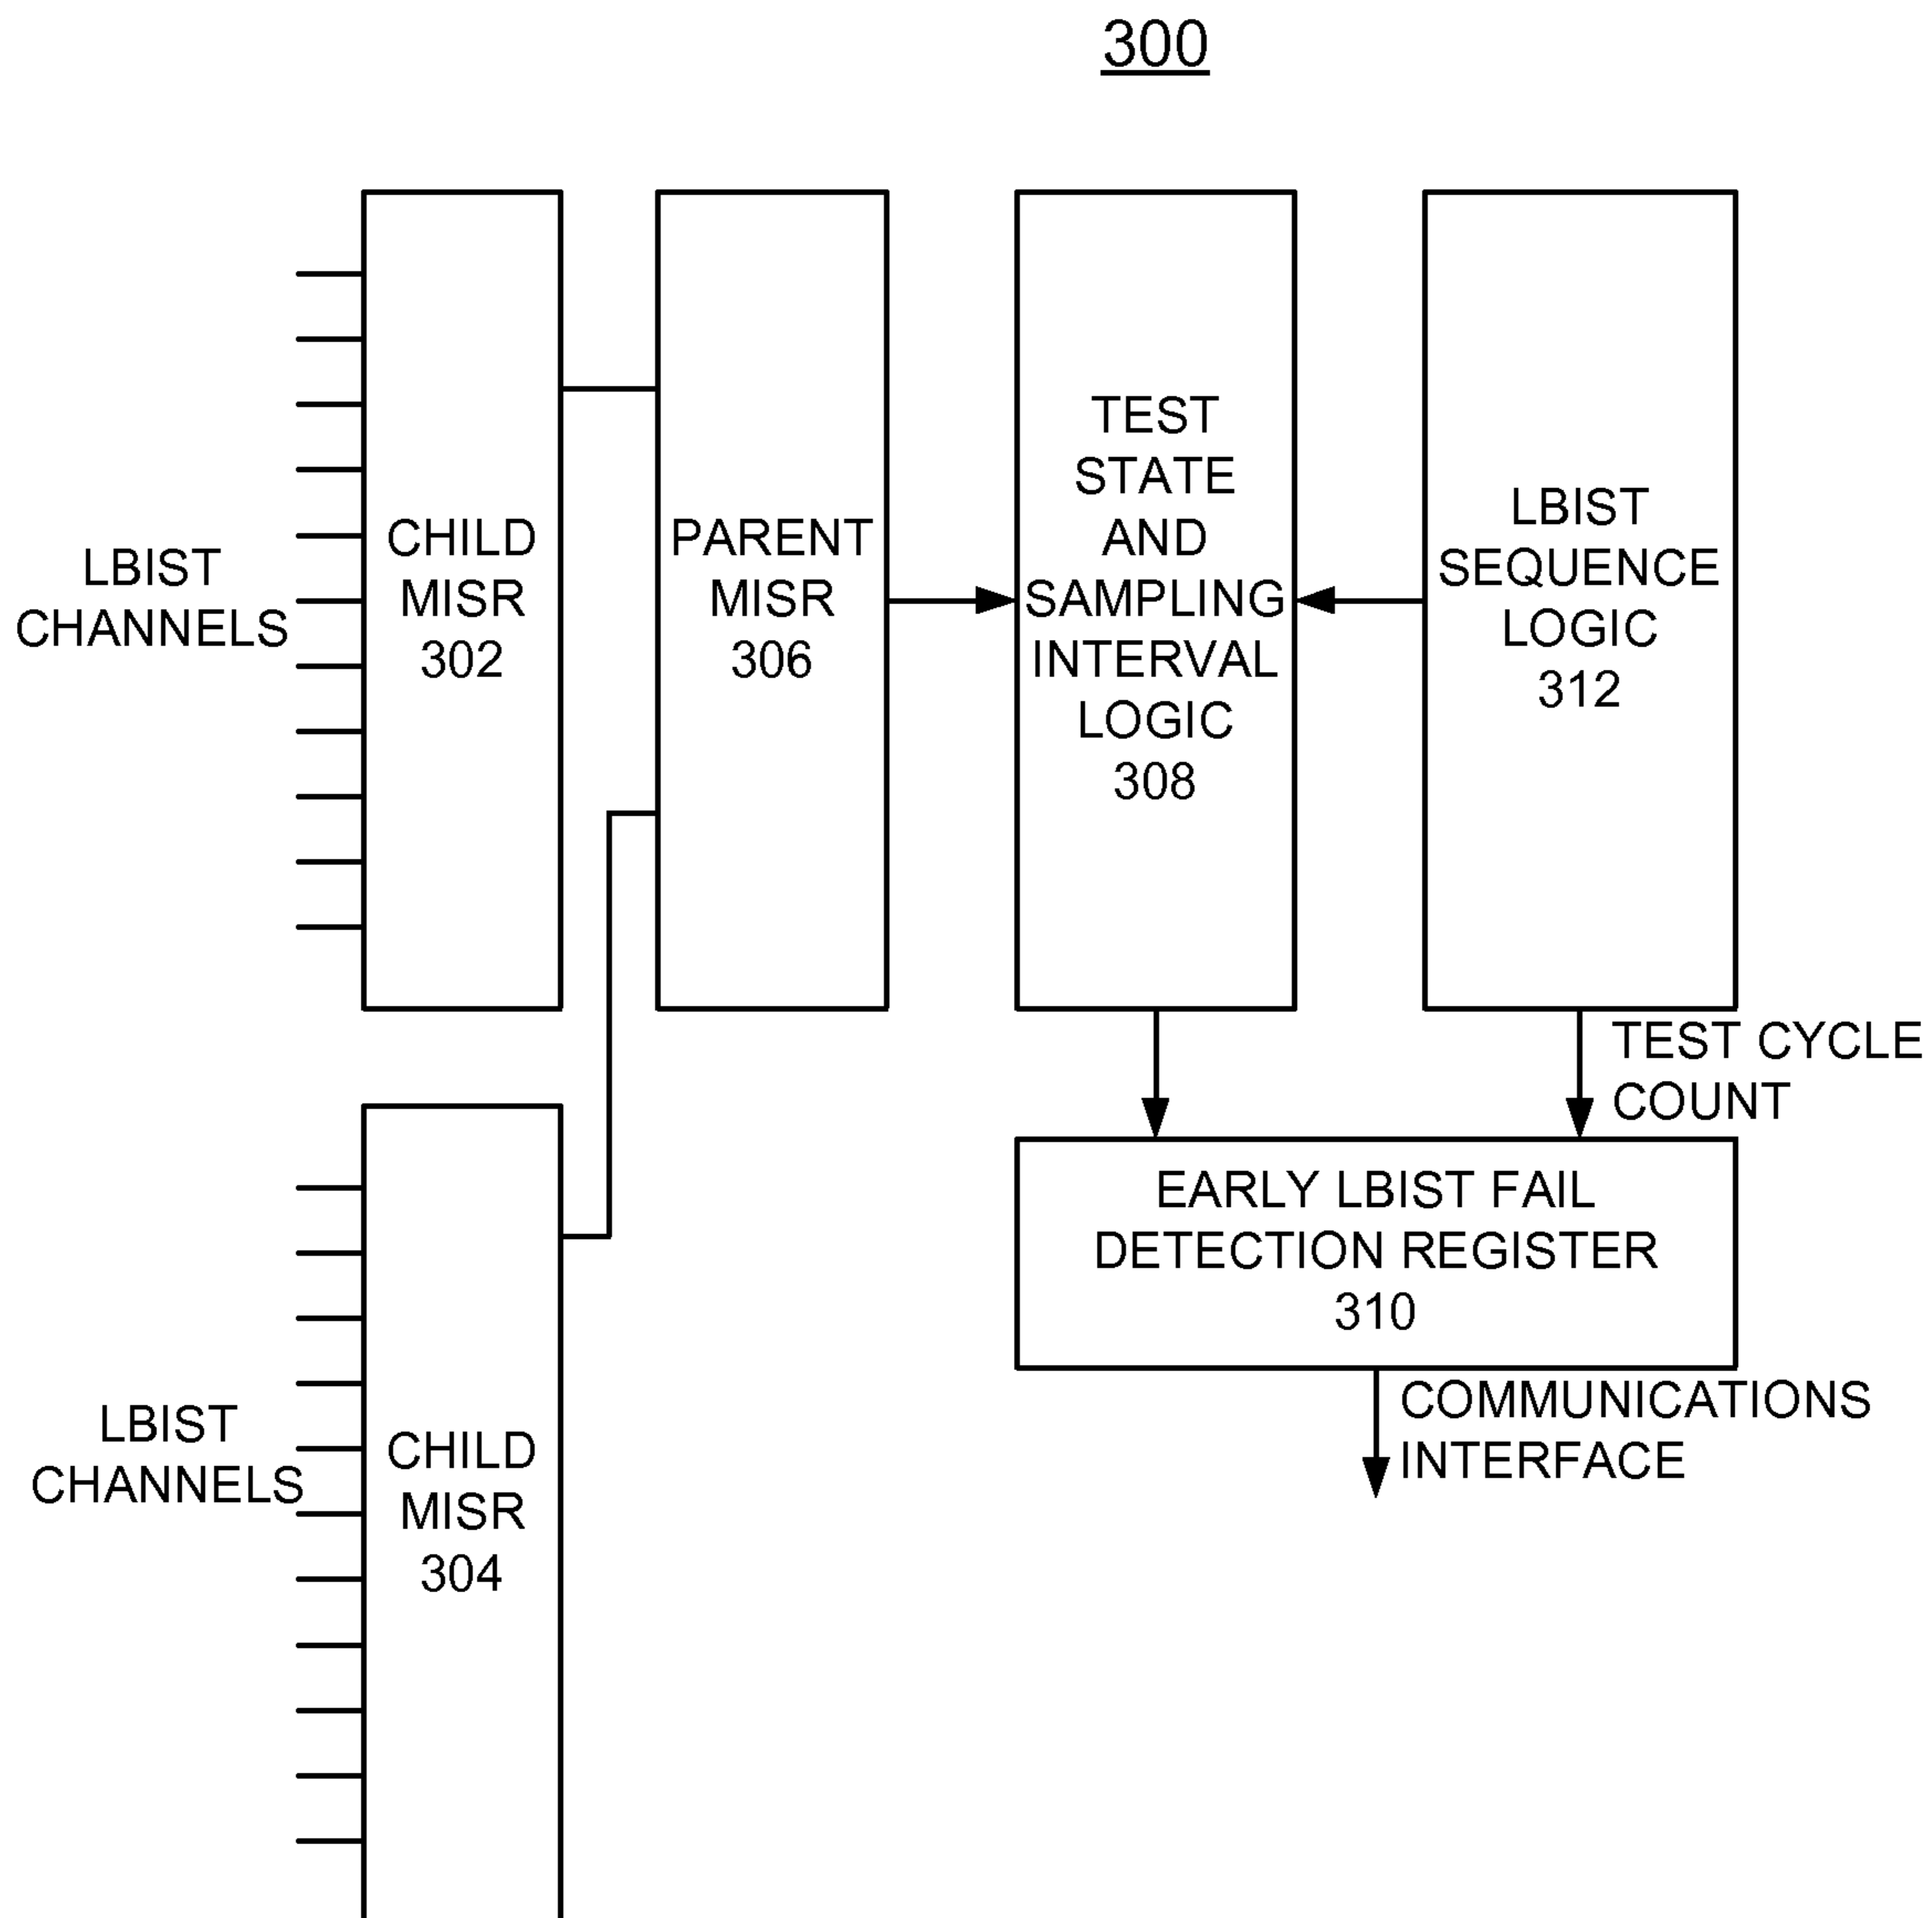 300
LBIST
CHANNELS
CHILD
MISR
302
PARENT
MISR
306
TEST
STATE
AND
SAMPLING
INTERVAL
LOGIC
308
LBIST
SEQUENCE
LOGIC
312
TEST CYCLE
COUNT
EARLY LBIST FAIL
DETECTION REGISTER
310
COMMUNICATIONS
INTERFACE
LBIST
CHANNELS
CHILD
MISR
304